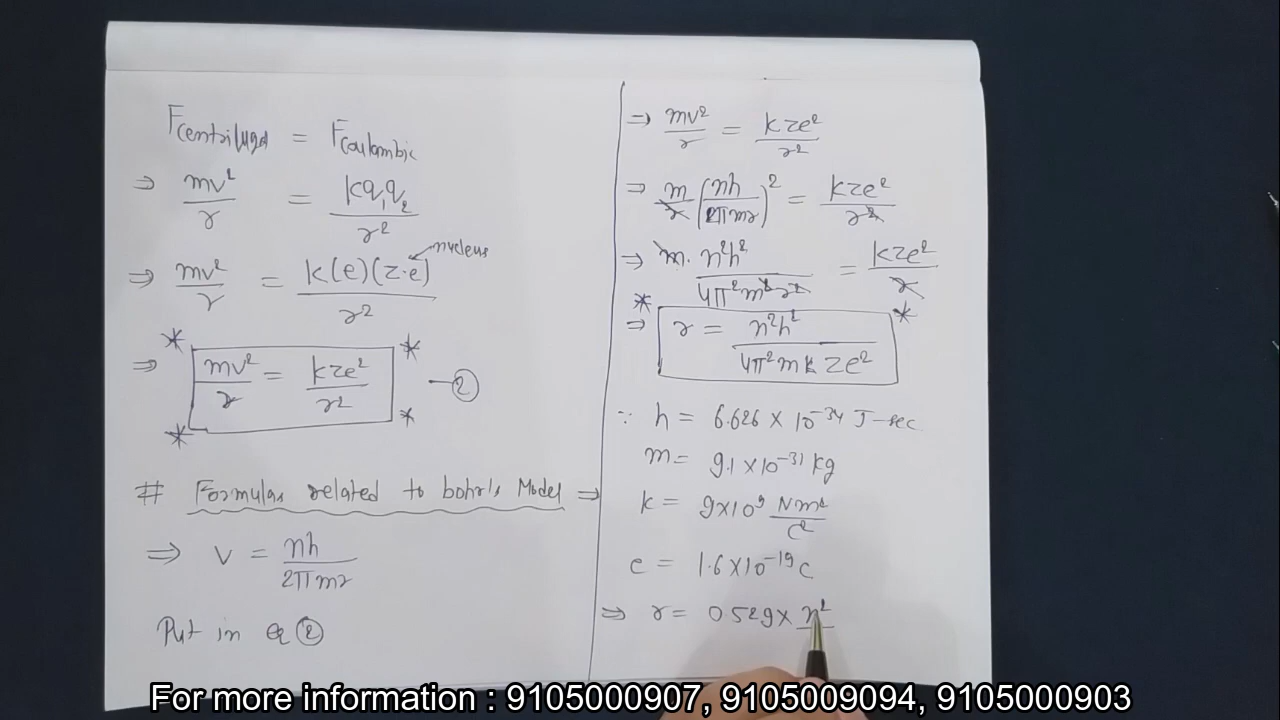 F centrifugal = F coulombic
⇒ mv²/r = kq₁q₂/r²
⇒ mv²/r = k(e)(z·e)/r² nucleus
⇒ * mv²/r = kze²/r² * — ②
* *
# Formulas related to bohr's Model ⇒
⇒ v = nh/2πmr
Put in eq ②
⇒ mv²/r = kze²/r²
⇒ m/r (nh/2πmr)² = kze²/r²
⇒ m. n²h²/4π²m²r² = kze²/r
* ⇒ r = n²h²/4π²mkze² *
∵ h = 6.626 × 10⁻³⁴ J-sec
m = 9.1 × 10⁻³¹ kg
k = 9×10⁹ Nm²/C²
e = 1.6×10⁻¹⁹ C
⇒ r = 0.529 × n²
For more information : 9105000907, 9105009094, 9105000903